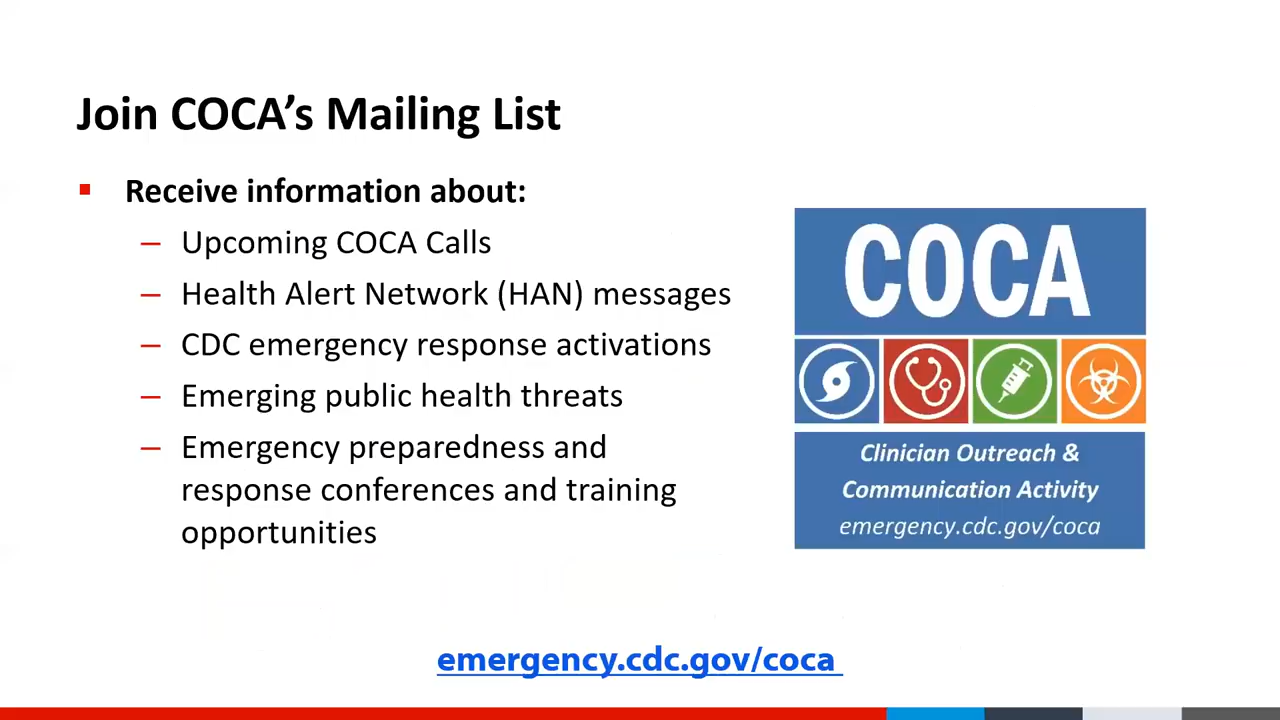 Join COCA’s Mailing List
▪ Receive information about:
– Upcoming COCA Calls
– Health Alert Network (HAN) messages
– CDC emergency response activations
– Emerging public health threats
– Emergency preparedness and
response conferences and training
opportunities
COCA
Clinician Outreach &
Communication Activity
emergency.cdc.gov/coca
emergency.cdc.gov/coca